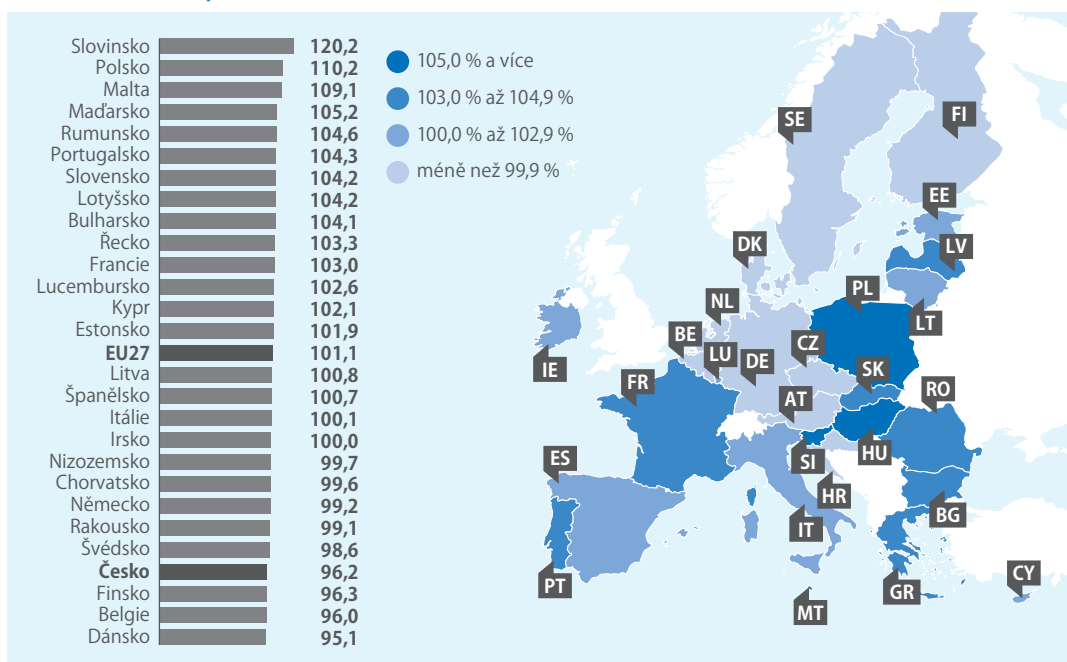 Slovinsko 120,2
Polsko 110,2
Malta 109,1
Maďarsko 105,2
Rumunsko 104,6
Portugalsko 104,3
Slovensko 104,2
Lotyšsko 104,2
Bulharsko 104,1
Řecko 103,3
Francie 103,0
Lucembursko 102,6
Kypr 102,1
Estonsko 101,9
EU27 101,1
Litva 100,8
Španělsko 100,7
Itálie 100,1
Irsko 100,0
Nizozemsko 99,7
Chorvatsko 99,6
Německo 99,2
Rakousko 99,1
Švédsko 98,6
Česko 96,2
Finsko 96,3
Belgie 96,0
Dánsko 95,1
105,0 % a více
103,0 % až 104,9 %
100,0 % až 102,9 %
méně než 99,9 %
SE
FI
EE
LV
DK
PL
NL
LT
BE
CZ
LU
DE
SK
IE
FR
AT
RO
ES
SI
HU
HR
IT
BG
PT
GR
CY
MT